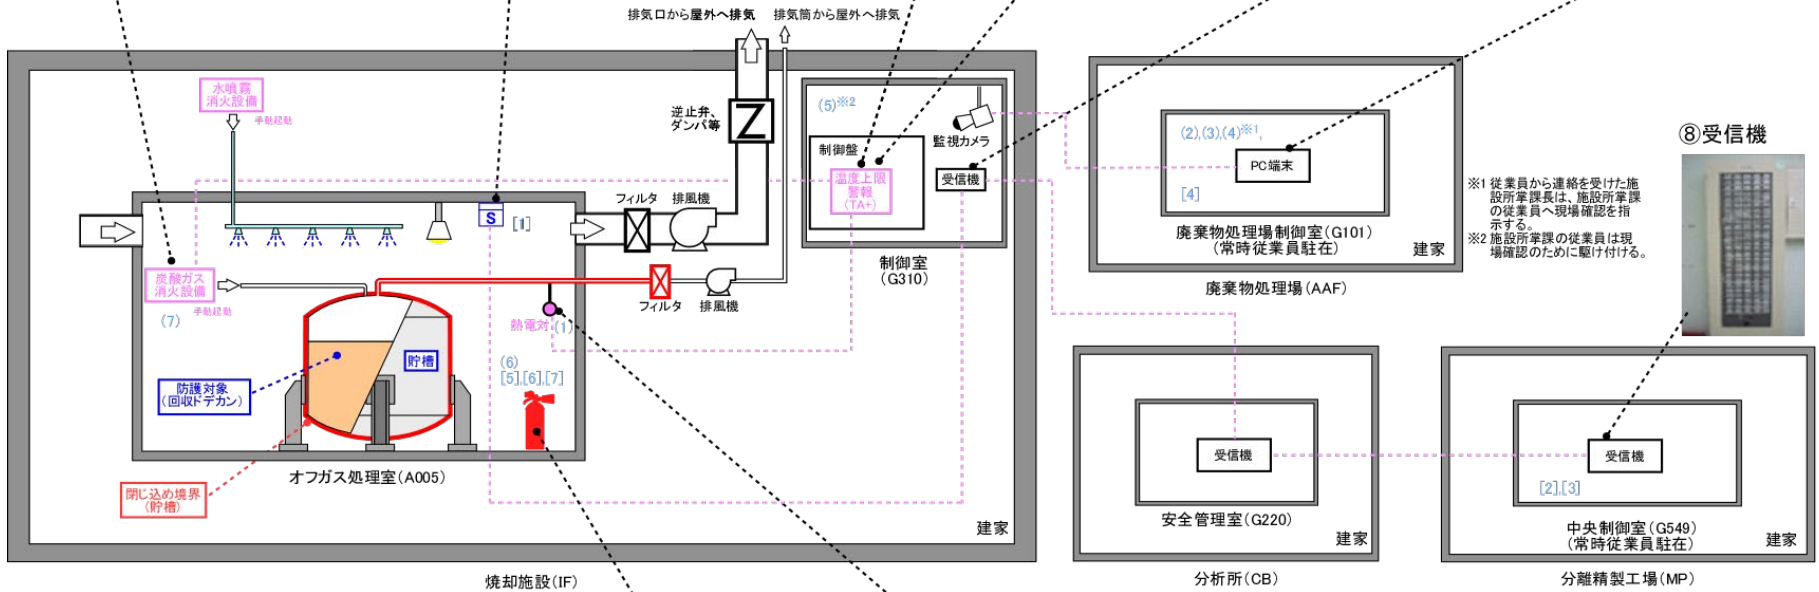 排気口から屋外へ排気
排気筒から屋外へ排気
水噴霧
消火設備
手動起動
逆止弁、
ダンパ等
Z
(5)※2
監視カメラ
制御盤
温度上限
警報
(TA+)
受信機
制御室
(G310)
フィルタ
排風機
S
[1]
炭酸ガス
消火設備
手動起動
(7)
フィルタ
排風機
熱電対
(1)
貯槽
防護対象
(回収ドデカン)
(6)
[5],[6],[7]
閉じ込め境界
(貯槽)
オフガス処理室(A005)
建家
焼却施設(IF)
(2),(3),(4)※1,
PC端末
[4]
廃棄物処理場制御室(G101)
(常時従業員駐在)
建家
廃棄物処理場(AAF)
⑧受信機
※1 従業員から連絡を受けた施
設所掌課長は、施設所掌課
の従業員へ現場確認を指
示する。
※2 施設所掌課の従業員は現
場確認のために駆け付ける。
受信機
安全管理室(G220)
建家
分析所(CB)
受信機
[2],[3]
中央制御室(G549)
(常時従業員駐在)
建家
分離精製工場(MP)